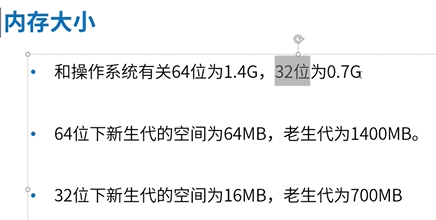 内存大小
和操作系统有关64位为1.4G，32位为0.7G
64位下新生代的空间为64MB，老生代为1400MB。
32位下新生代的空间为16MB，老生代为700MB